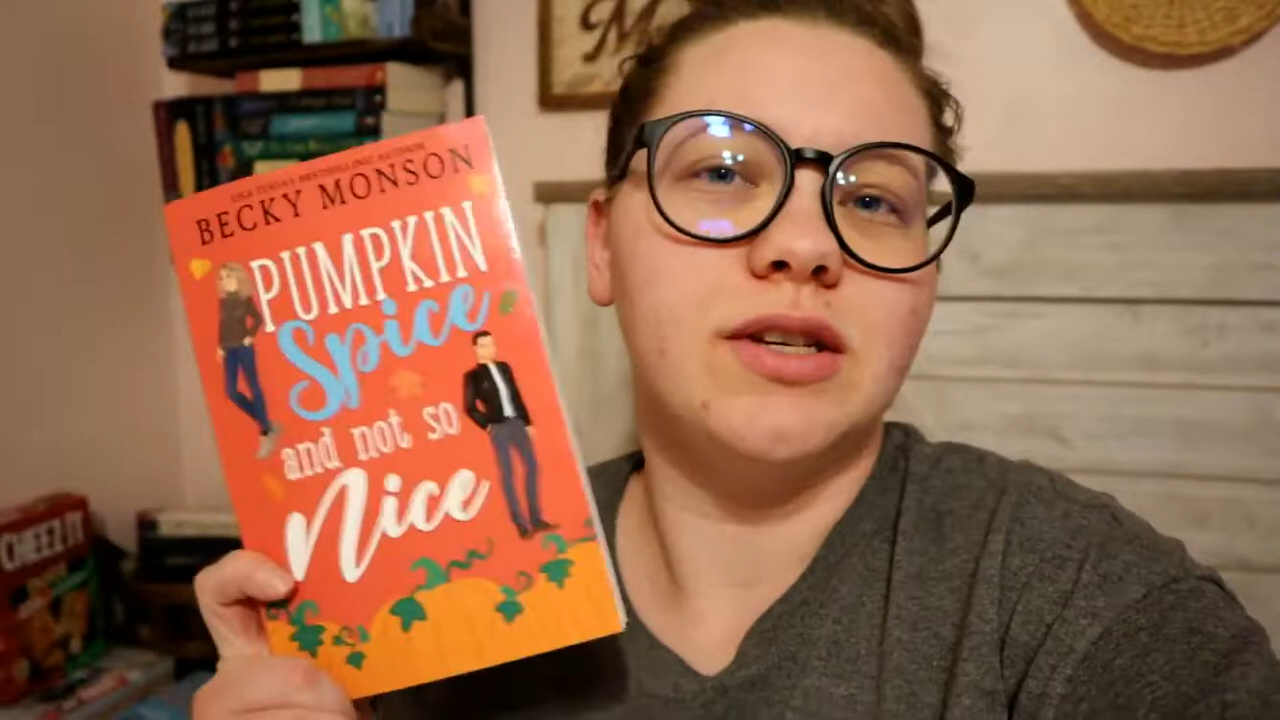 USA TODAY BESTSELLING AUTHOR
BECKY MONSON
PUMPKIN
Spice
and not so
Nice
CHEEZ IT